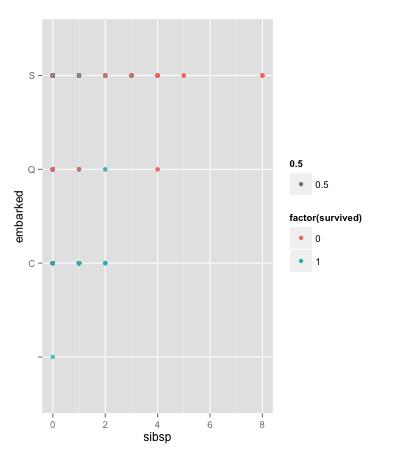 S
Q
C
embarked
0 2 4 6 8
sibsp
0.5
0.5
factor(survived)
0
1